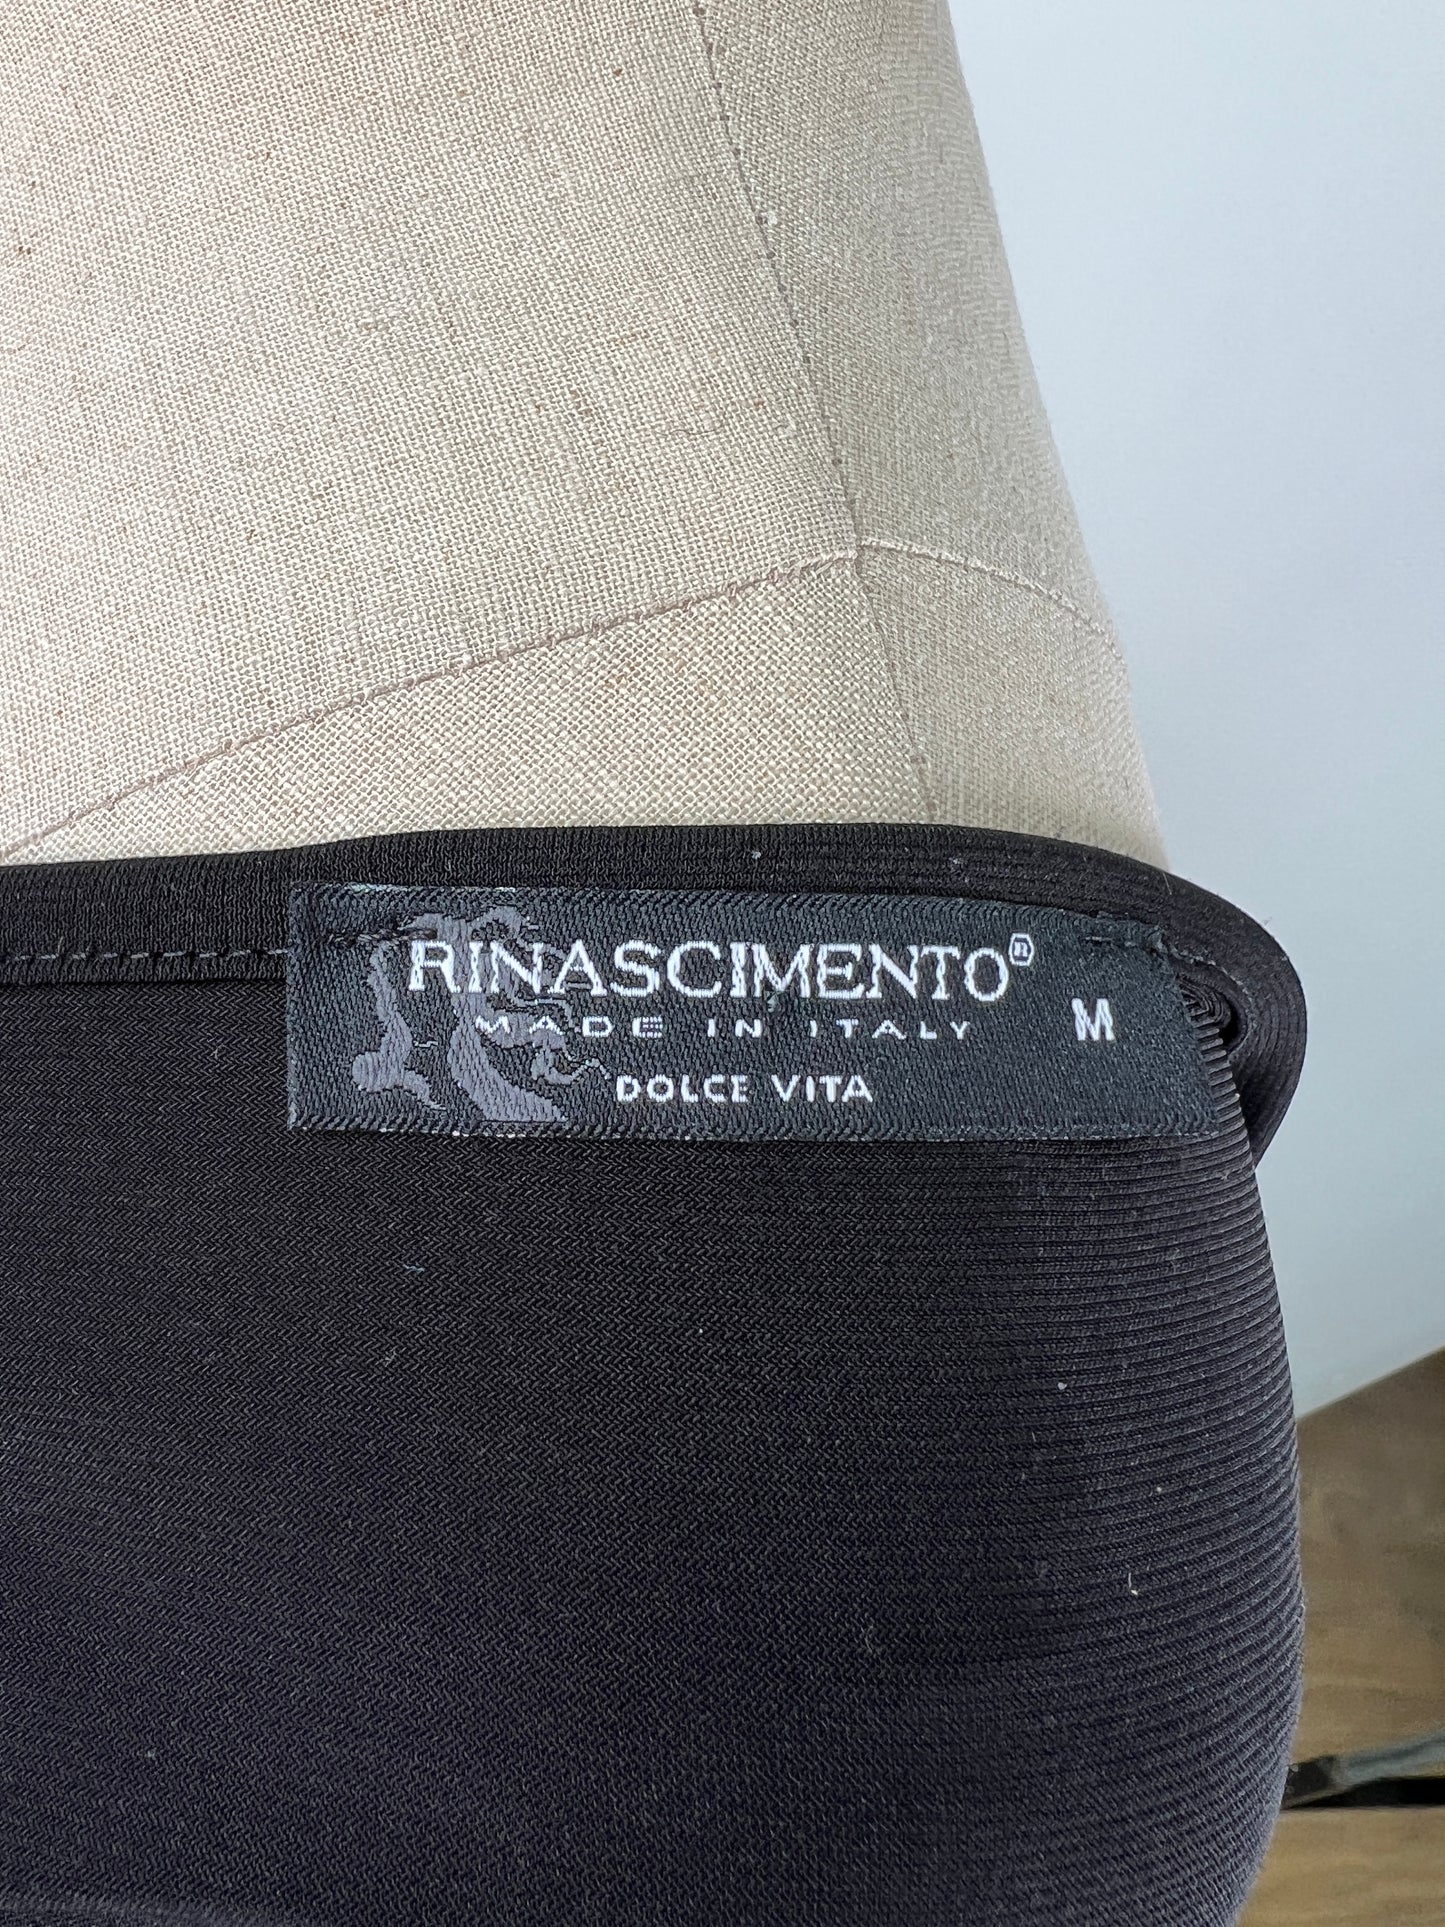 RINASCIMENTO®
MADE IN ITALY
M
DOLCE VITA